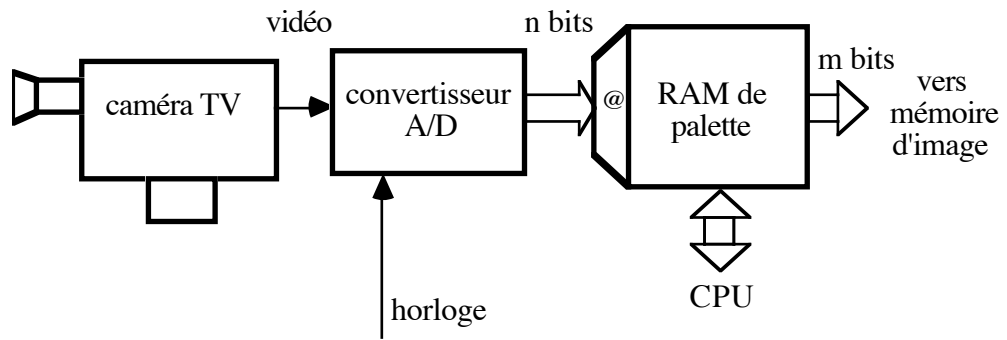 vidéo
n bits
m bits
caméra TV
convertisseur
A/D
@
RAM de
palette
vers
mémoire
d'image
horloge
CPU